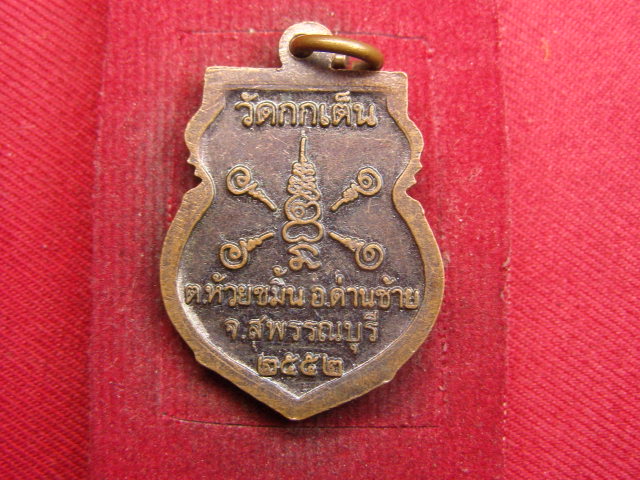 วัดกกเต็น
ต.ห้วยขมิ้น อ.ด่านช้าง
จ.สุพรรณบุรี
๒๕๕๒